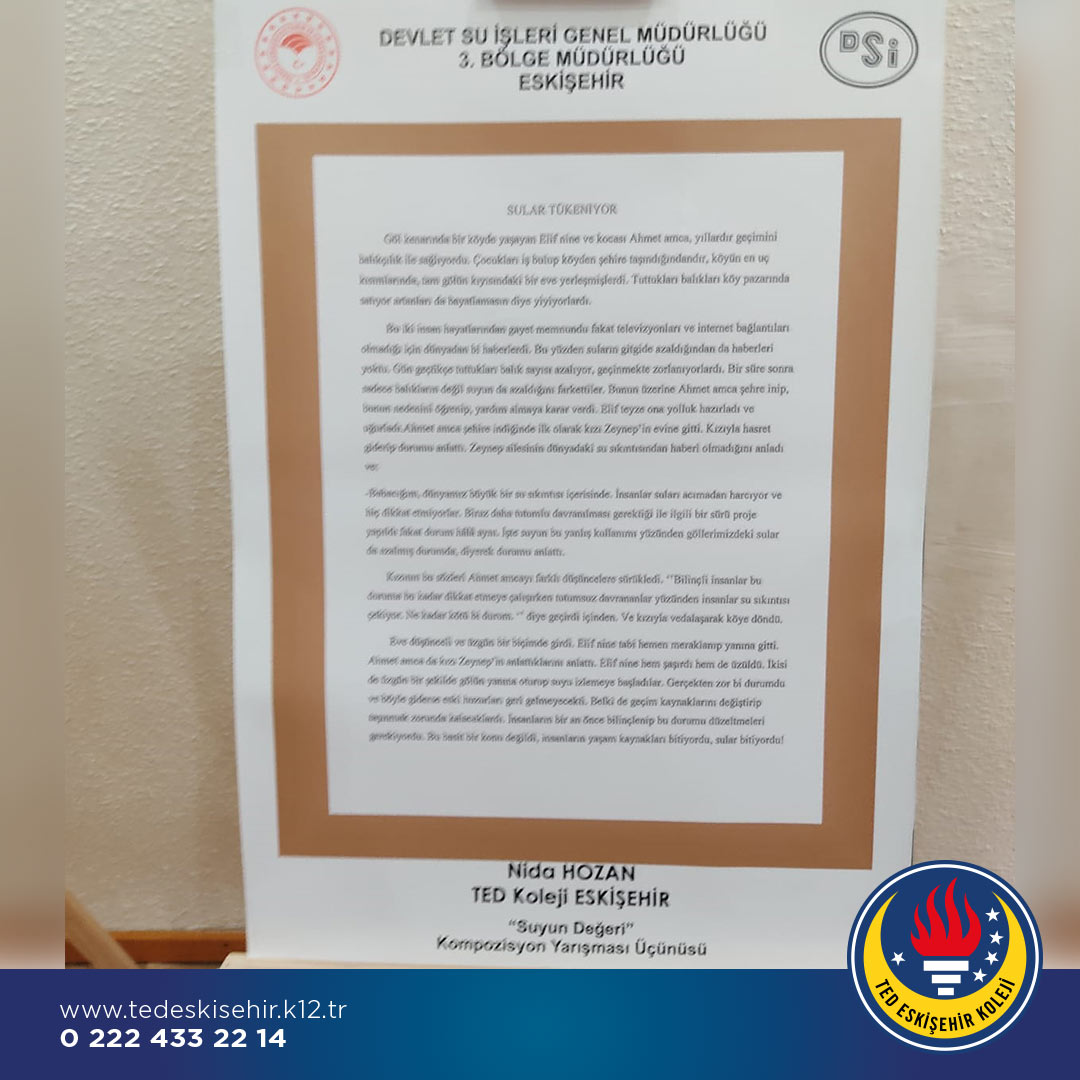 DEVLET SU İŞLERİ GENEL MÜDÜRLÜĞÜ
3. BÖLGE MÜDÜRLÜĞÜ
ESKİŞEHİR
DSi
SULAR TÜKENİYOR
Göl kenarında bir köyde yaşayan Elif nine ve kocası Ahmet amca, yıllardır geçimini
balıkçılık ile sağlıyordu. Çocukları iş bulup köyden şehire taşındığındandır, köyün en uç
kısımlarında, tam gölün kıyısındaki bir eve yerleşmişlerdi. Tuttukları balıkları köy pazarında
satıyor artanları da bayatlamasın diye yiyiyorlardı.
Bu iki insan hayatlarından gayet memnundu fakat televizyonları ve internet bağlantıları
olmadığı için dünyadan bi haberlerdi. Bu yüzden suların gitgide azaldığından da haberleri
yoktu. Gün geçtikçe tuttukları balık sayısı azalıyor, geçinmekte zorlanıyorlardı. Bir süre sonra
sadece balıkların değil suyun da azaldığını farkettiler. Bunun üzerine Ahmet amca şehre inip,
bunun nedenini öğrenip, yardım almaya karar verdi. Elif teyze ona yolluk hazırladı ve
uğurladı.Ahmet amca şehire indiğinde ilk olarak kızı Zeynep'in evine gitti. Kızıyla hasret
giderip durumu anlattı. Zeynep ailesinin dünyadaki su sıkıntısından haberi olmadığını anladı
ve:
-Babacığım, dünyamız büyük bir su sıkıntısı içerisinde. İnsanlar suları acımadan harcıyor ve
hiç dikkat etmiyorlar. Biraz daha tutumlu davranılması gerektiği ile ilgili bir sürü proje
yapıldı fakat durum hâlâ aynı. İşte suyun bu yanlış kullanımı yüzünden göllerimizdeki sular
da azalmış durumda, diyerek durumu anlattı.
Kızının bu sözleri Ahmet amcayı farklı düşüncelere sürükledi. "Bilinçli insanlar bu
duruma bu kadar dikkat etmeye çalışırken tutumsuz davrananlar yüzünden insanlar su sıkıntısı
çekiyor. Ne kadar kötü bi durum. " diye geçirdi içinden. Ve kızıyla vedalaşarak köye döndü.
Eve düşünceli ve üzgün bir biçimde girdi. Elif nine tabi hemen meraklanıp yanına gitti.
Ahmet amca da kızı Zeynep'in anlattıklarını anlattı. Elif nine hem şaşırdı hem de üzüldü. İkisi
de üzgün bir şekilde gölün yanına oturup suyu izlemeye başladılar. Gerçekten zor bi durumdu
ve böyle giderse eski huzurları geri gelmeyecekti. Belki de geçim kaynaklarını değiştirip
taşınmak zorunda kalacaklardı. İnsanların bir an önce bilinçlenip bu durumu düzeltmeleri
gerekiyordu. Bu basit bir konu değildi, insanların yaşam kaynakları bitiyordu, sular bitiyordu!
Nida HOZAN
TED Koleji ESKİŞEHİR
"Suyun Değeri"
Kompozisyon Yarışması Üçünüsü
TED ESKİŞEHİR KOLEJİ
www.tedeskisehir.k12.tr
0 222 433 22 14